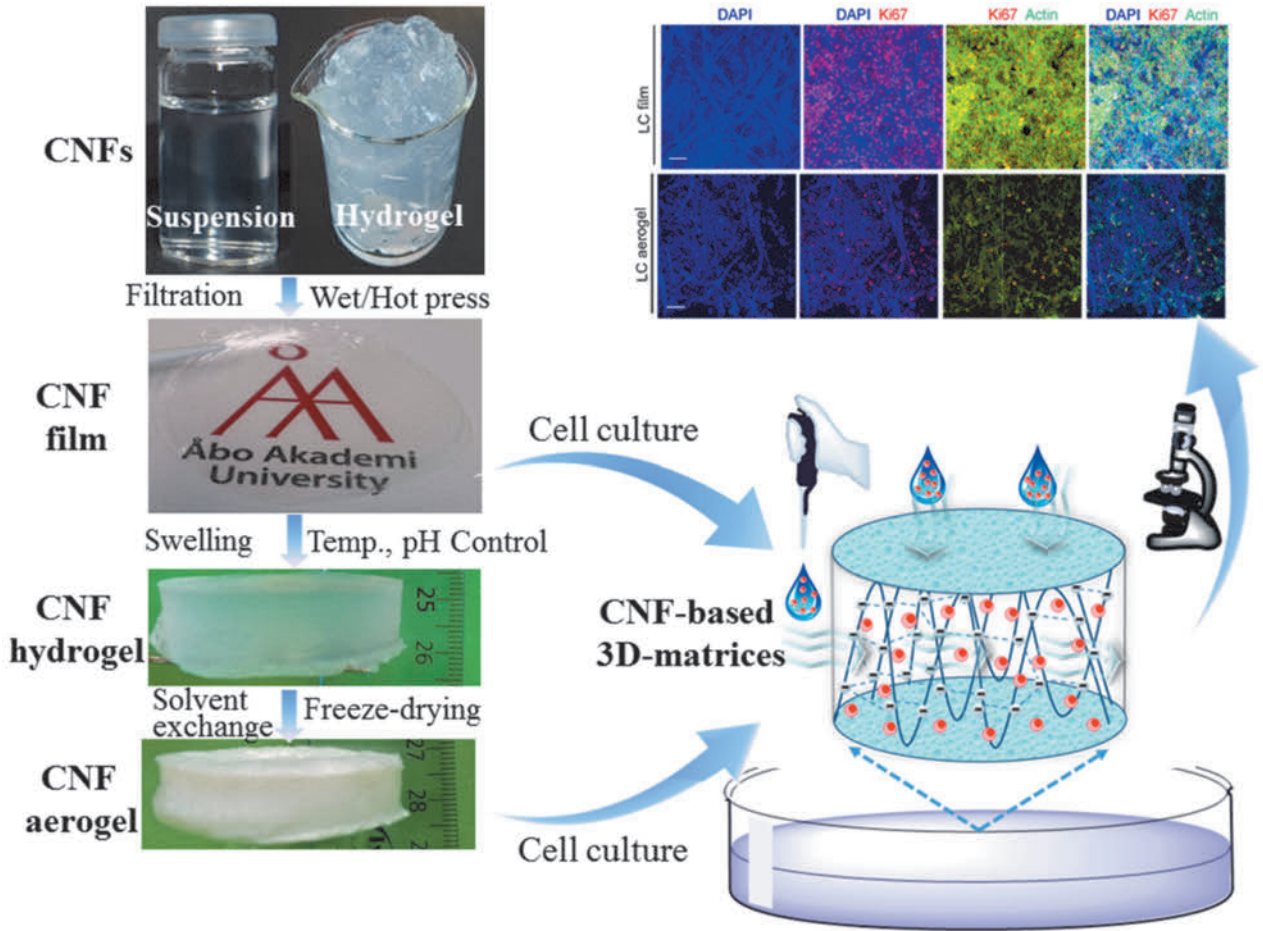 CNFs
Suspension
Hydrogel
Filtration
Wet/Hot press
CNF
film
Åbo Akademi
University
Swelling
Temp., pH Control
CNF
hydrogel
25
26
Solvent
exchange
Freeze-drying
CNF
aerogel
27
28
Cell culture
Cell culture
CNF-based
3D-matrices
DAPI
DAPI Ki67
Ki67 Actin
DAPI Ki67 Actin
LC film
LC aerogel